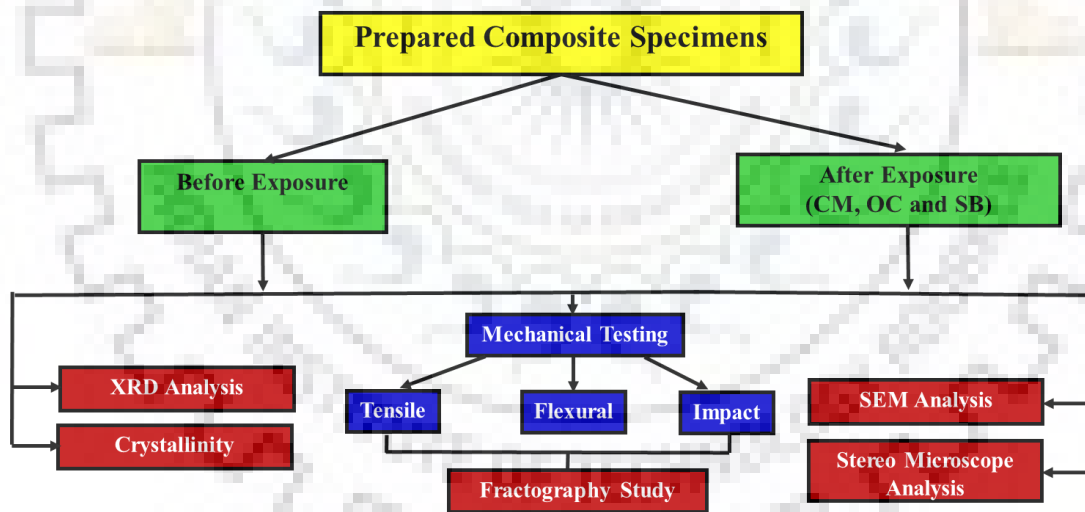 Prepared Composite Specimens
Before Exposure
After Exposure
(CM, OC and SB)
Mechanical Testing
XRD Analysis
Crystallinity
Tensile
Flexural
Impact
SEM Analysis
Stereo Microscope
Analysis
Fractography Study